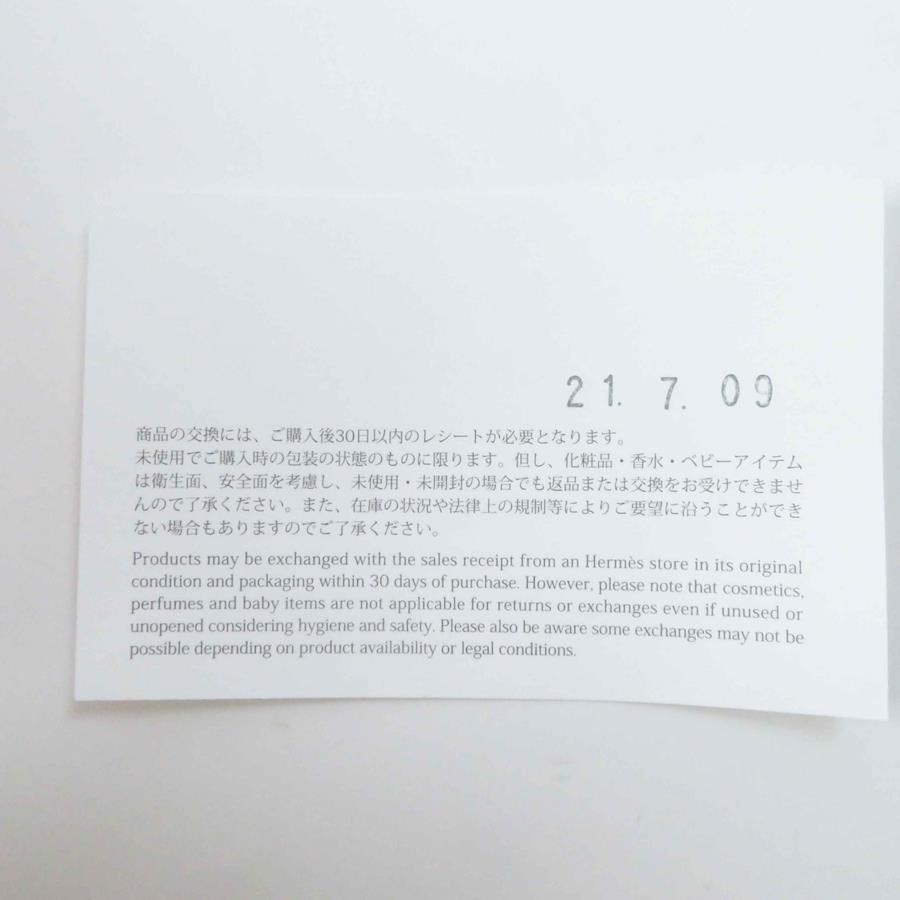 21. 7. 09
商品の交換には、ご購入後30日以内のレシートが必要となります。
未使用でご購入時の包装の状態のものに限ります。但し、化粧品・香水・ベビーアイテム
は衛生面、安全面を考慮し、未使用・未開封の場合でも返品または交換をお受けできませ
んので了承ください。また、在庫の状況や法律上の規制等によりご要望に沿うことができ
ない場合もありますのでご了承ください。
Products may be exchanged with the sales receipt from an Hermès store in its original
condition and packaging within 30 days of purchase. However, please note that cosmetics,
perfumes and baby items are not applicable for returns or exchanges even if unused or
unopened considering hygiene and safety. Please also be aware some exchanges may not be
possible depending on product availability or legal conditions.